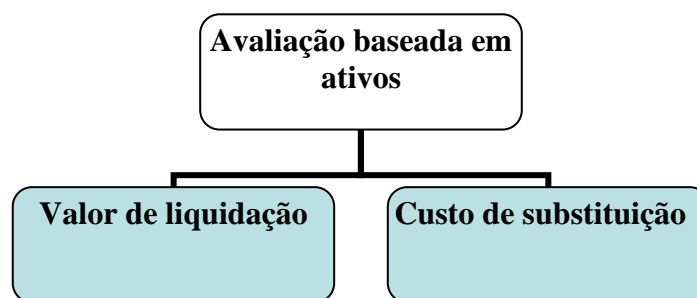 Avaliação baseada em
ativos
Valor de liquidação
Custo de substituição